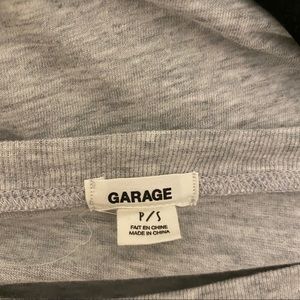 GARAGE
P/S
FAIT EN CHINE
MADE IN CHINA